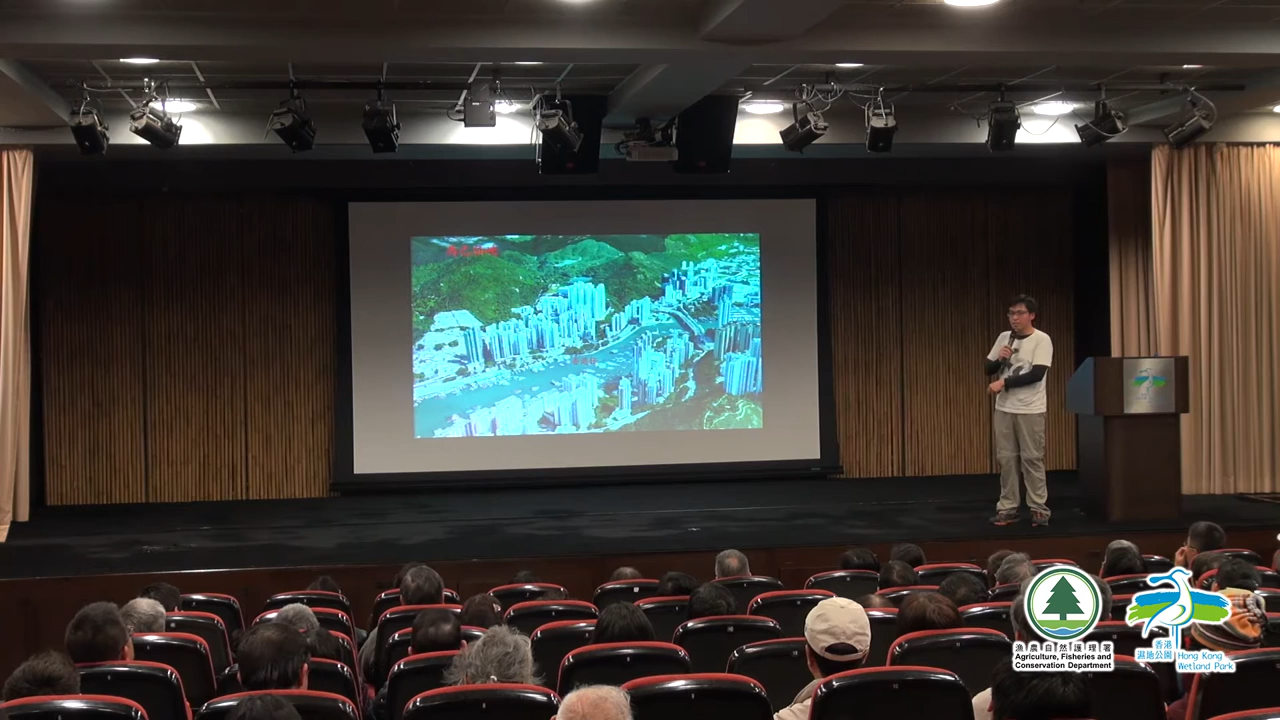 漁農自然護理署
Agriculture, Fisheries and
Conservation Department
香港
濕地公園
Hong Kong
Wetland Park